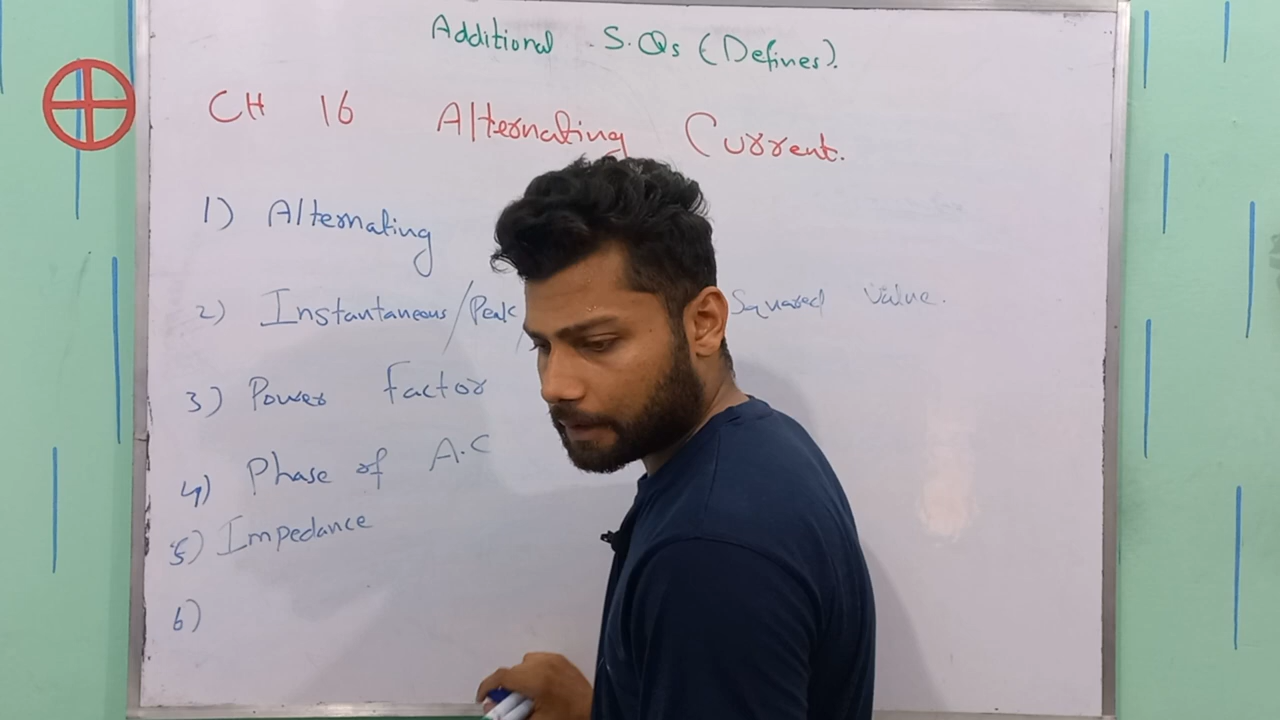 Additional S.Qs (Defines).
CH 16 Alternating Current.
1) Alternating
2) Instantaneous/Peak Squared Value.
3) Power factor
4) Phase of A.C
5) Impedance
6)